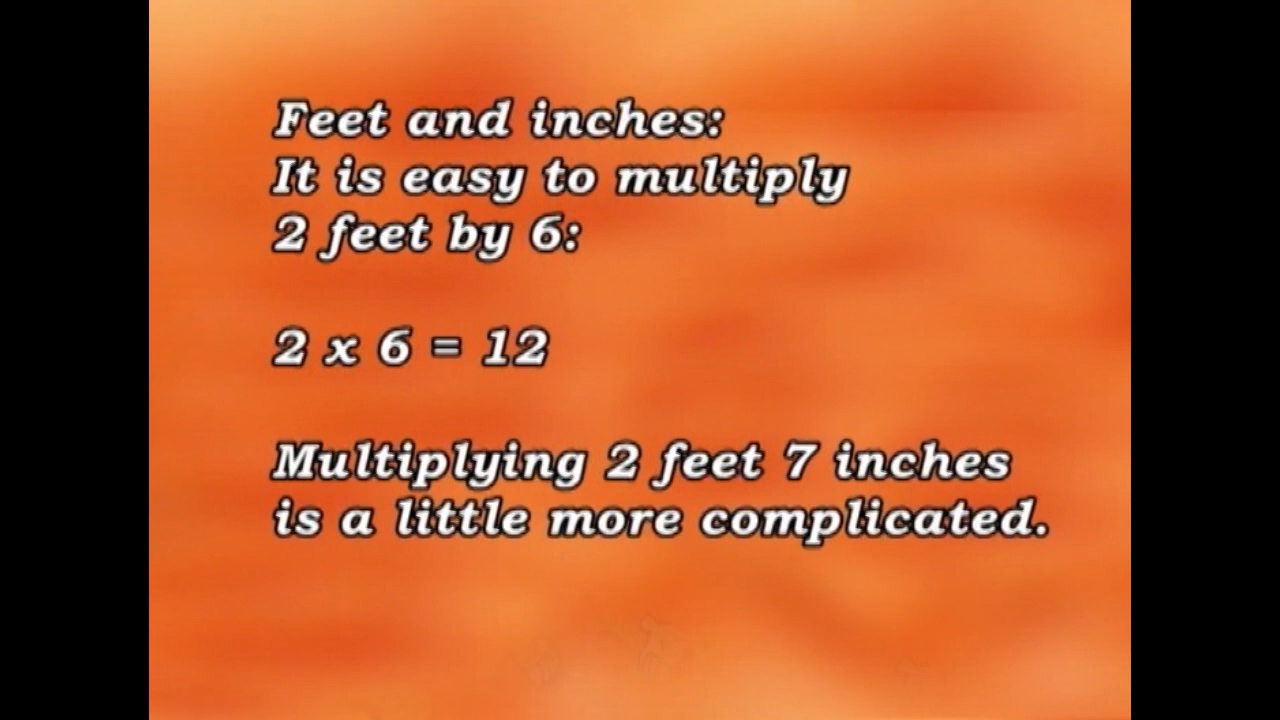 Feet and inches:
It is easy to multiply
2 feet by 6:
2 x 6 = 12
Multiplying 2 feet 7 inches
is a little more complicated.